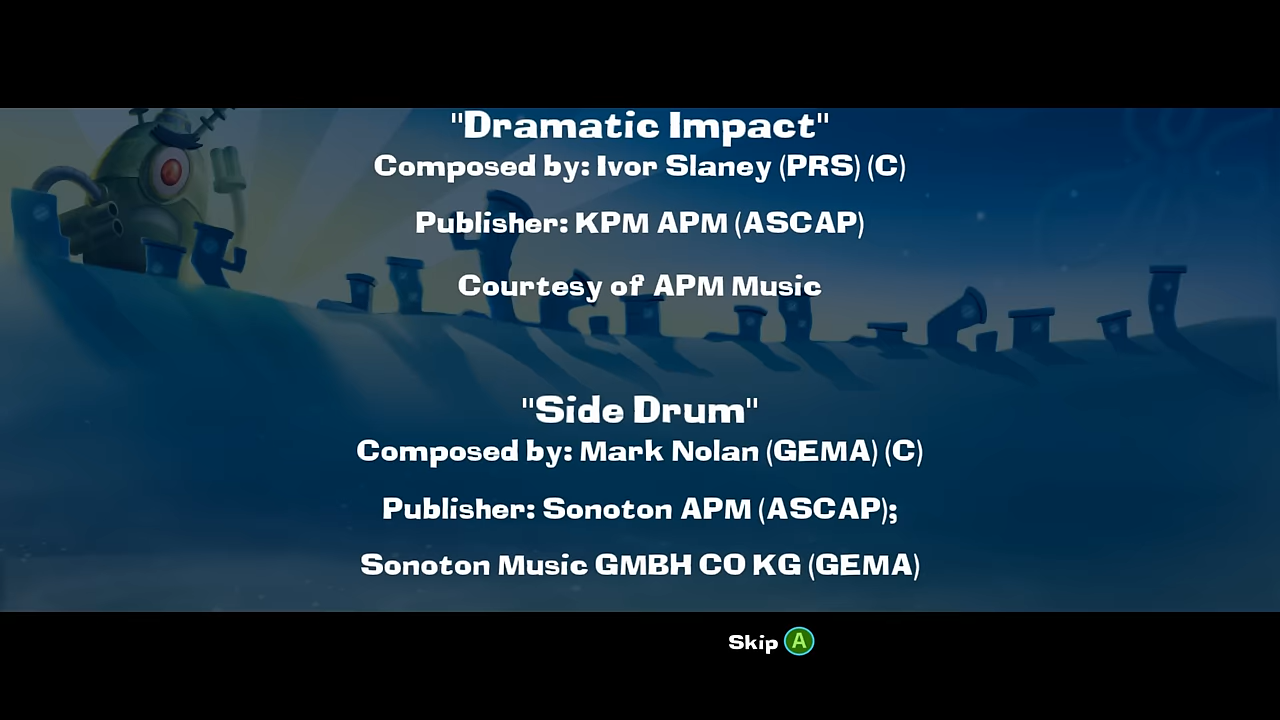 "Dramatic Impact"
Composed by: Ivor Slaney (PRS) (C)
Publisher: KPM APM (ASCAP)
Courtesy of APM Music
"Side Drum"
Composed by: Mark Nolan (GEMA) (C)
Publisher: Sonoton APM (ASCAP);
Sonoton Music GMBH CO KG (GEMA)
Skip A